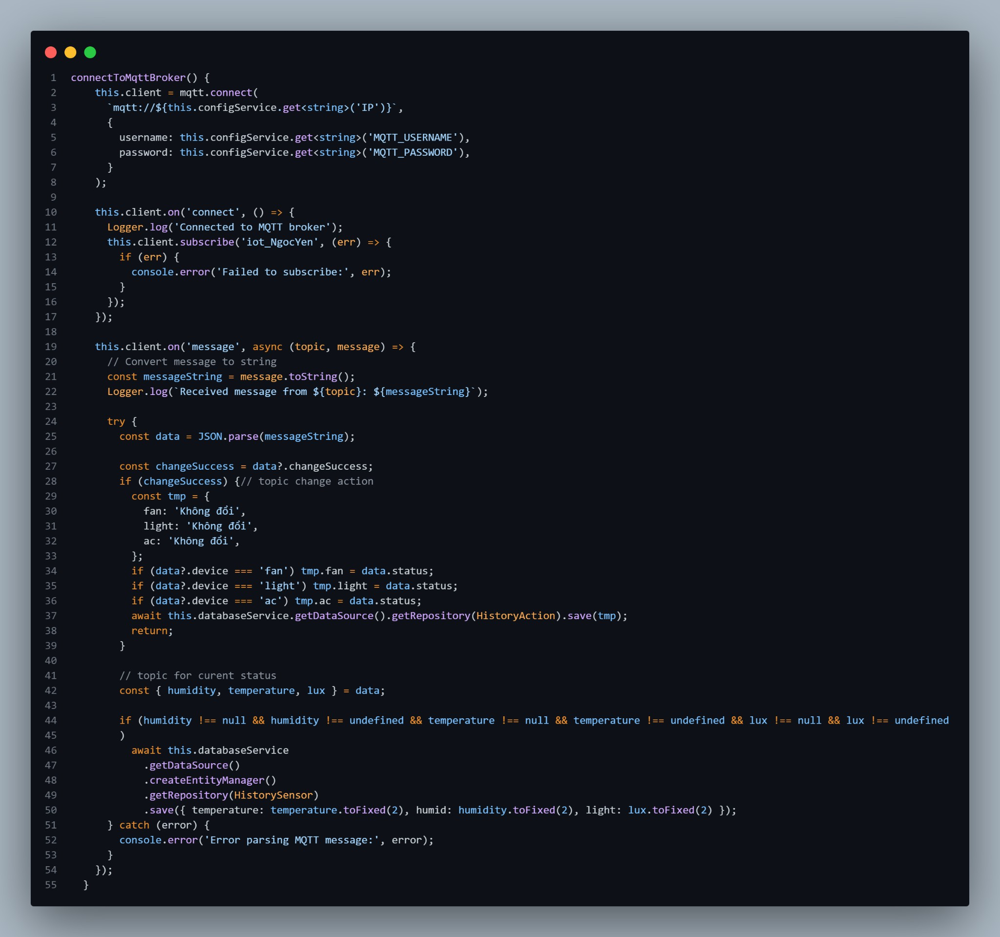 1 connectToMqttBroker() {
2     this.client = mqtt.connect(
3       `mqtt://${this.configService.get<string>('IP')}`,
4       {
5         username: this.configService.get<string>('MQTT_USERNAME'),
6         password: this.configService.get<string>('MQTT_PASSWORD'),
7       }
8     );
9
10     this.client.on('connect', () => {
11       Logger.log('Connected to MQTT broker');
12       this.client.subscribe('iot_NgocYen', (err) => {
13         if (err) {
14           console.error('Failed to subscribe:', err);
15         }
16       });
17     });
18
19     this.client.on('message', async (topic, message) => {
20       // Convert message to string
21       const messageString = message.toString();
22       Logger.log(`Received message from ${topic}: ${messageString}`);
23
24       try {
25         const data = JSON.parse(messageString);
26
27         const changeSuccess = data?.changeSuccess;
28         if (changeSuccess) {// topic change action
29           const tmp = {
30             fan: 'Không đổi',
31             light: 'Không đổi',
32             ac: 'Không đổi',
33           };
34           if (data?.device === 'fan') tmp.fan = data.status;
35           if (data?.device === 'light') tmp.light = data.status;
36           if (data?.device === 'ac') tmp.ac = data.status;
37           await this.databaseService.getDataSource().getRepository(HistoryAction).save(tmp);
38           return;
39         }
40
41         // topic for curent status
42         const { humidity, temperature, lux } = data;
43
44         if (humidity !== null && humidity !== undefined && temperature !== null && temperature !== undefined && lux !== null && lux !== undefined
45         )
46           await this.databaseService
47             .getDataSource()
48             .createEntityManager()
49             .getRepository(HistorySensor)
50             .save({ temperature: temperature.toFixed(2), humid: humidity.toFixed(2), light: lux.toFixed(2) });
51       } catch (error) {
52         console.error('Error parsing MQTT message:', error);
53       }
54     });
55   }